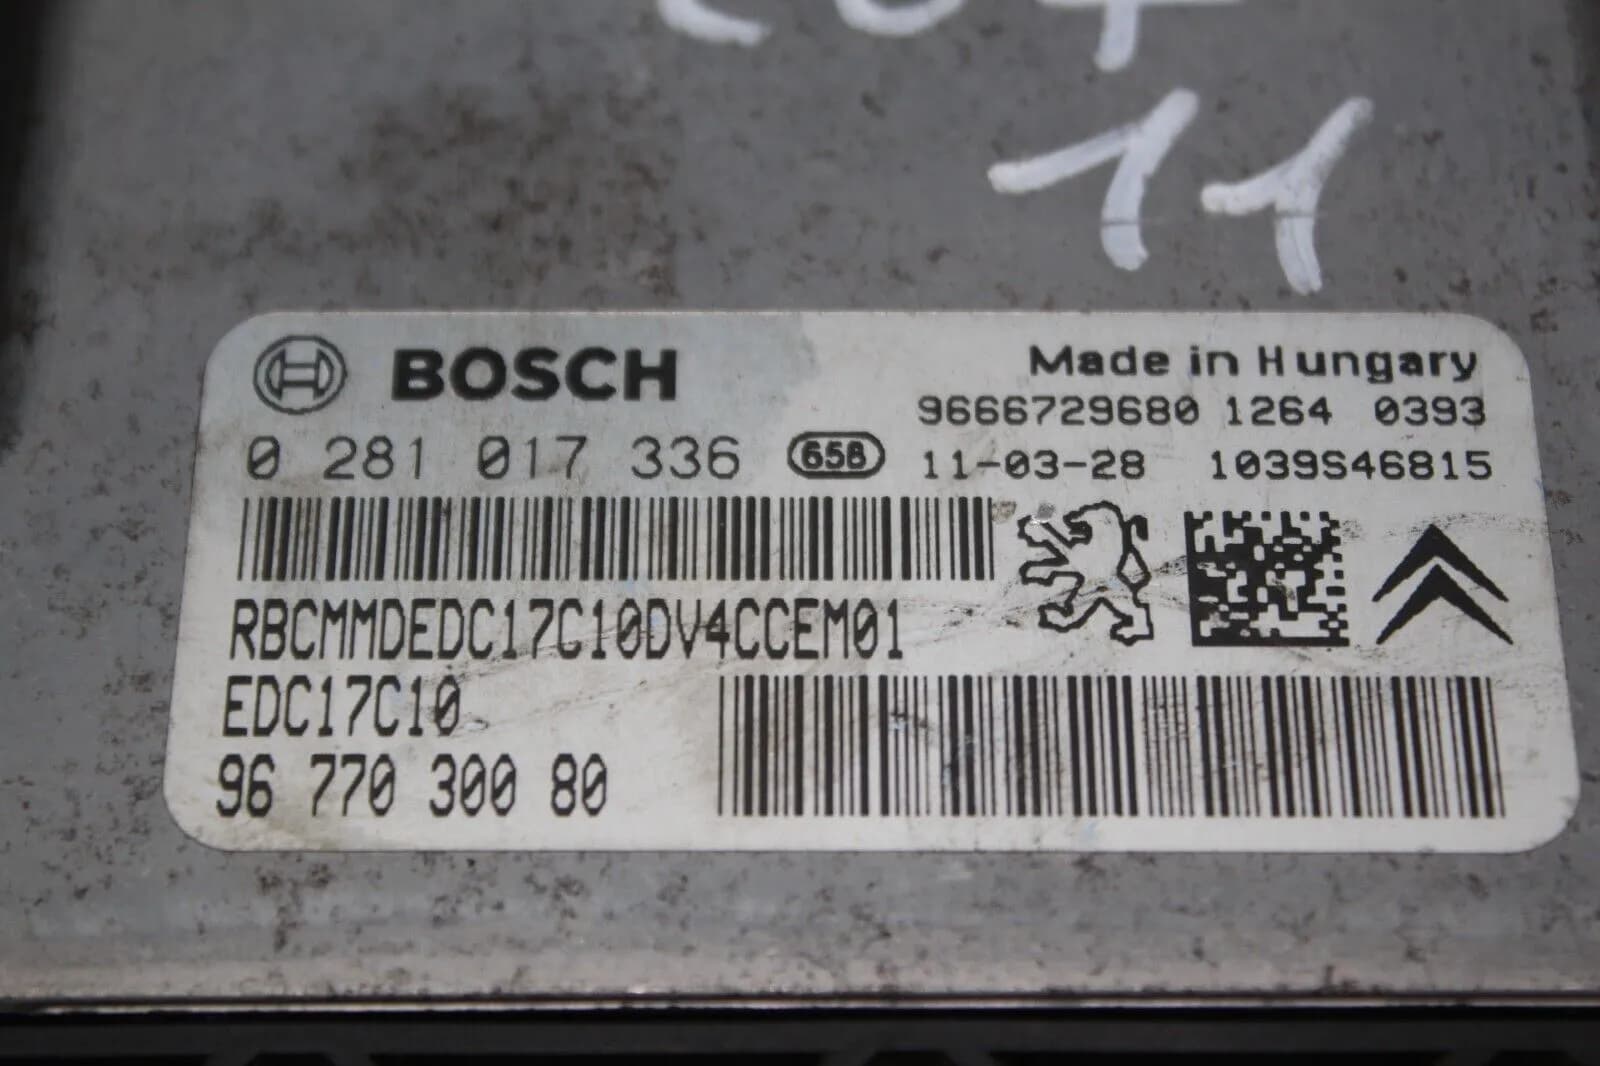 11
BOSCH
Made in Hungary
9666729680 1264 0393
0 281 017 336
658
11-03-28 1039S46815
RBCMMDEDC17C10DV4CCEM01
EDC17C10
96 770 300 80